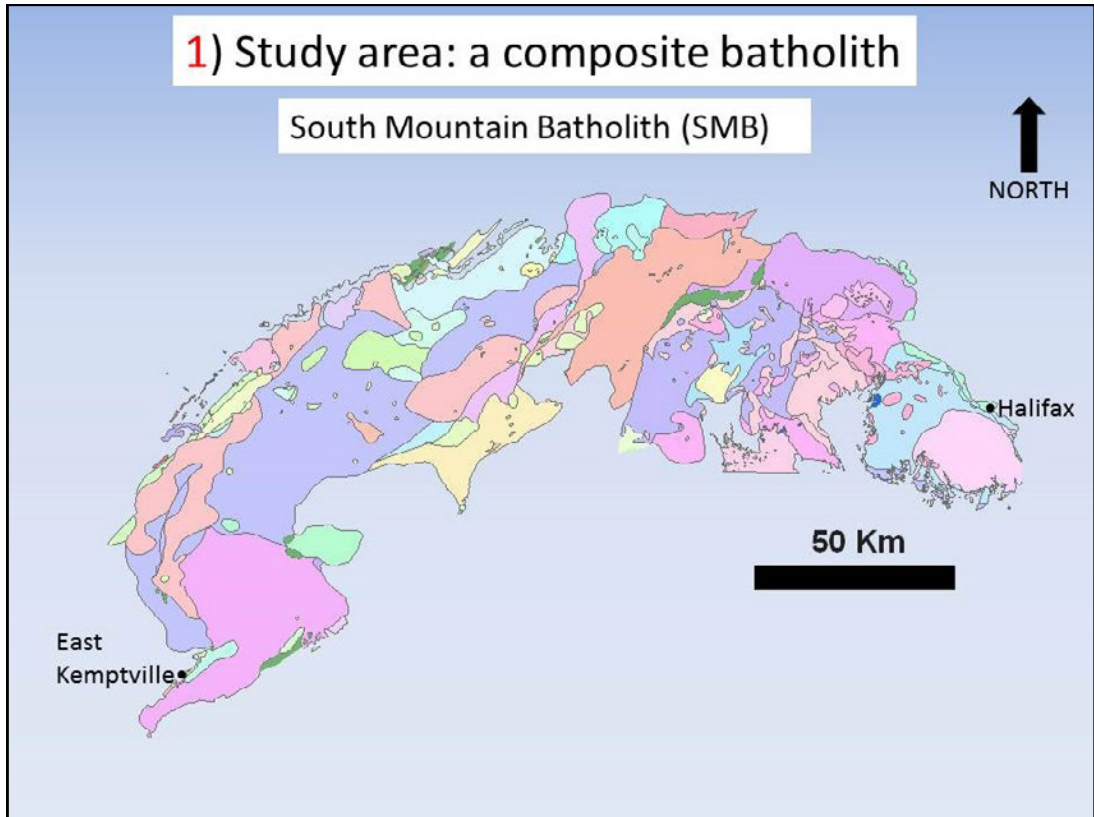 1) Study area: a composite batholith
South Mountain Batholith (SMB)
NORTH
Halifax
50 Km
East
Kemptville